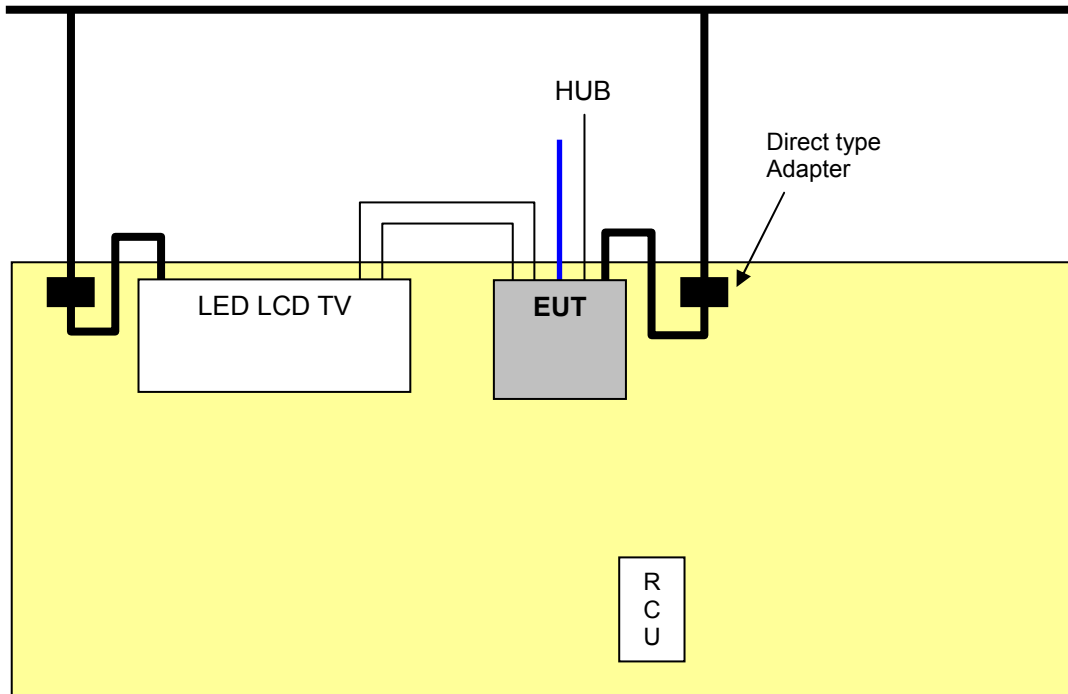 HUB
Direct type
Adapter
LED LCD TV
EUT
R
C
U